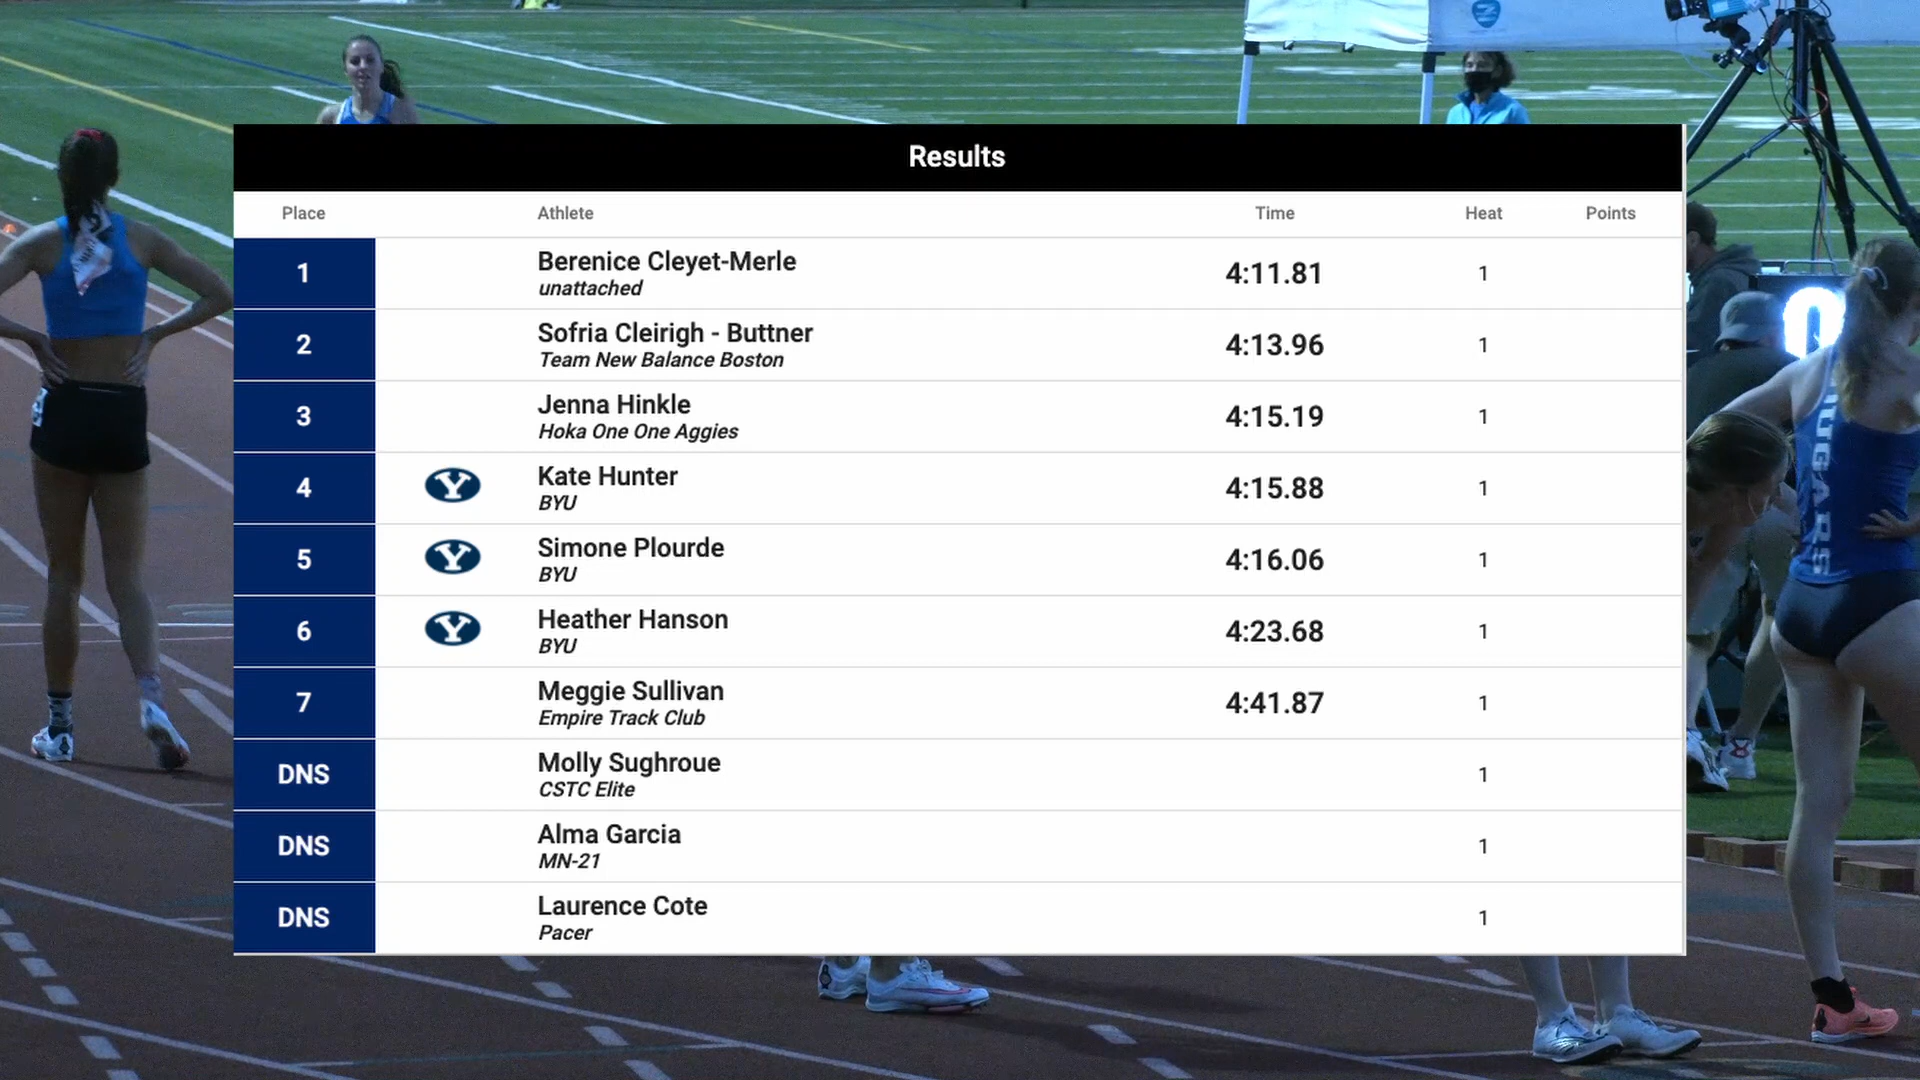 Results
Place Athlete Time Heat Points
1 Berenice Cleyet-Merle 4:11.81 1
unattached
2 Sofria Cleirigh - Buttner 4:13.96 1
Team New Balance Boston
3 Jenna Hinkle 4:15.19 1
Hoka One One Aggies
4 Y Kate Hunter 4:15.88 1
BYU
5 Y Simone Plourde 4:16.06 1
BYU
6 Y Heather Hanson 4:23.68 1
BYU
7 Meggie Sullivan 4:41.87 1
Empire Track Club
DNS Molly Sughroue 1
CSTC Elite
DNS Alma Garcia 1
MN-21
DNS Laurence Cote 1
Pacer